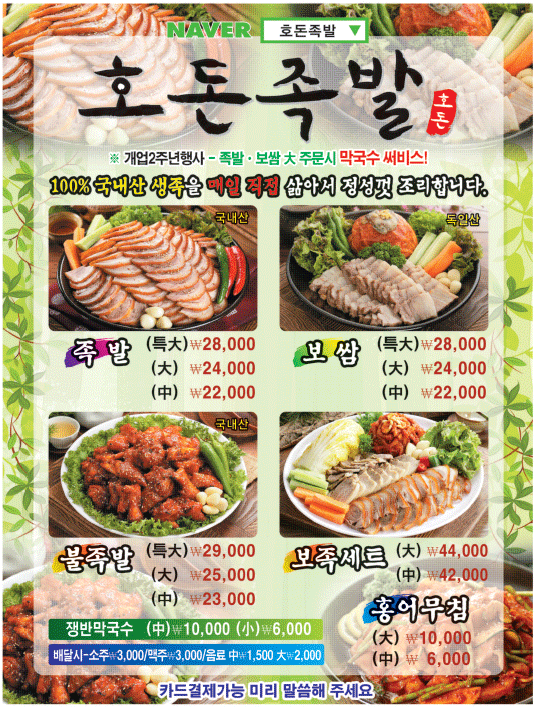 NAVER 호돈족발 ▼
호돈족발
호돈
※ 개업2주년행사 - 족발·보쌈 大 주문시 막국수 써비스!
100% 국내산 생족을 매일 직접 삶아서 정성껏 조리합니다.
국내산
족발 (특大) ₩28,000
(大) ₩24,000
(中) ₩22,000
독일산
보쌈 (특大) ₩28,000
(大) ₩24,000
(中) ₩22,000
국내산
불족발 (특大) ₩29,000
(大) ₩25,000
(中) ₩23,000
보족세트 (大) ₩44,000
(中) ₩42,000
홍어무침
(大) ₩10,000
(中) ₩ 6,000
쟁반막국수 (中)₩10,000 (小)₩6,000
배달시-소주₩3,000/맥주₩3,000/음료 中₩1,500 大₩2,000
카드결제가능 미리 말씀해 주세요